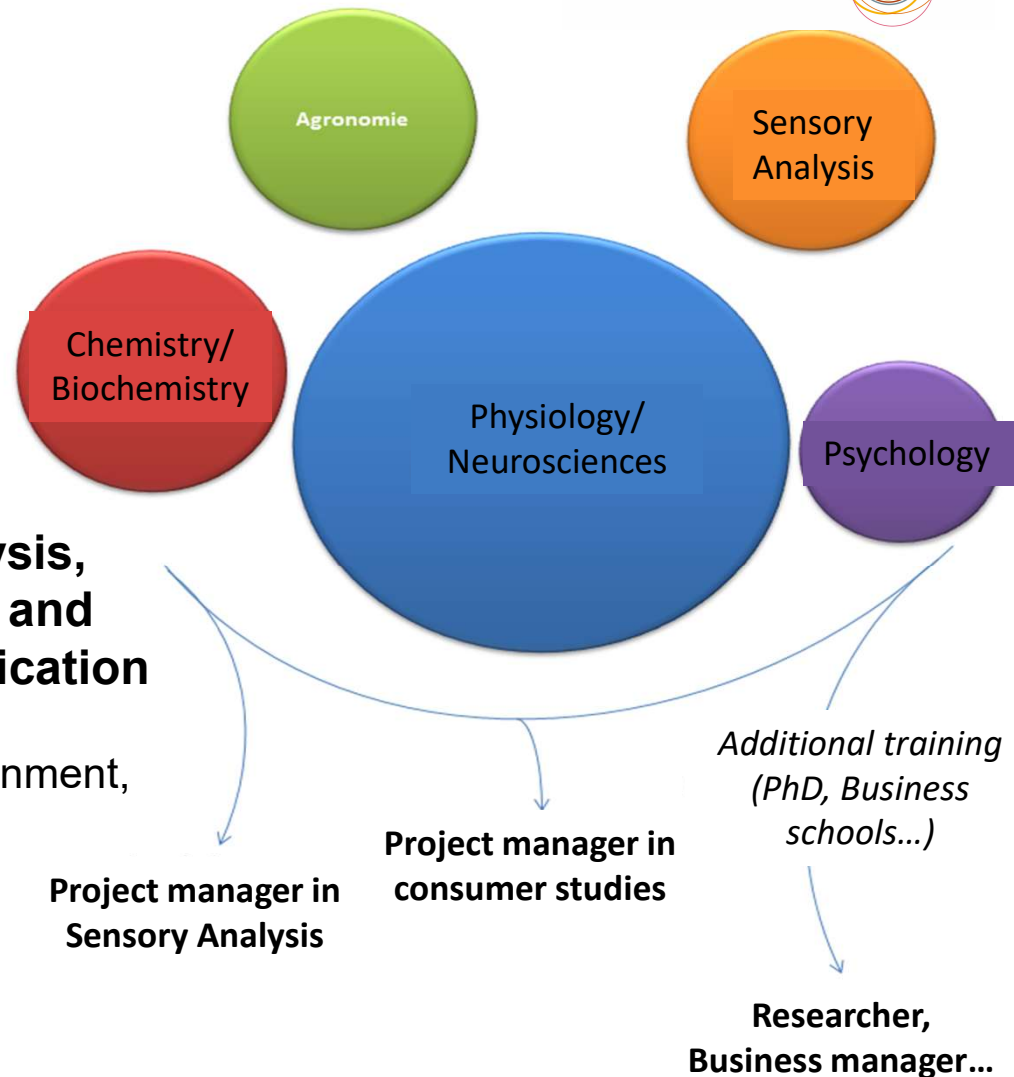 Agronomie
Sensory
Analysis
Chemistry/
Biochemistry
Physiology/
Neurosciences
Psychology
ysis,
and
ication
nment,
Project manager in
Sensory Analysis
Project manager in
consumer studies
Additional training
(PhD, Business
schools…)
Researcher,
Business manager…